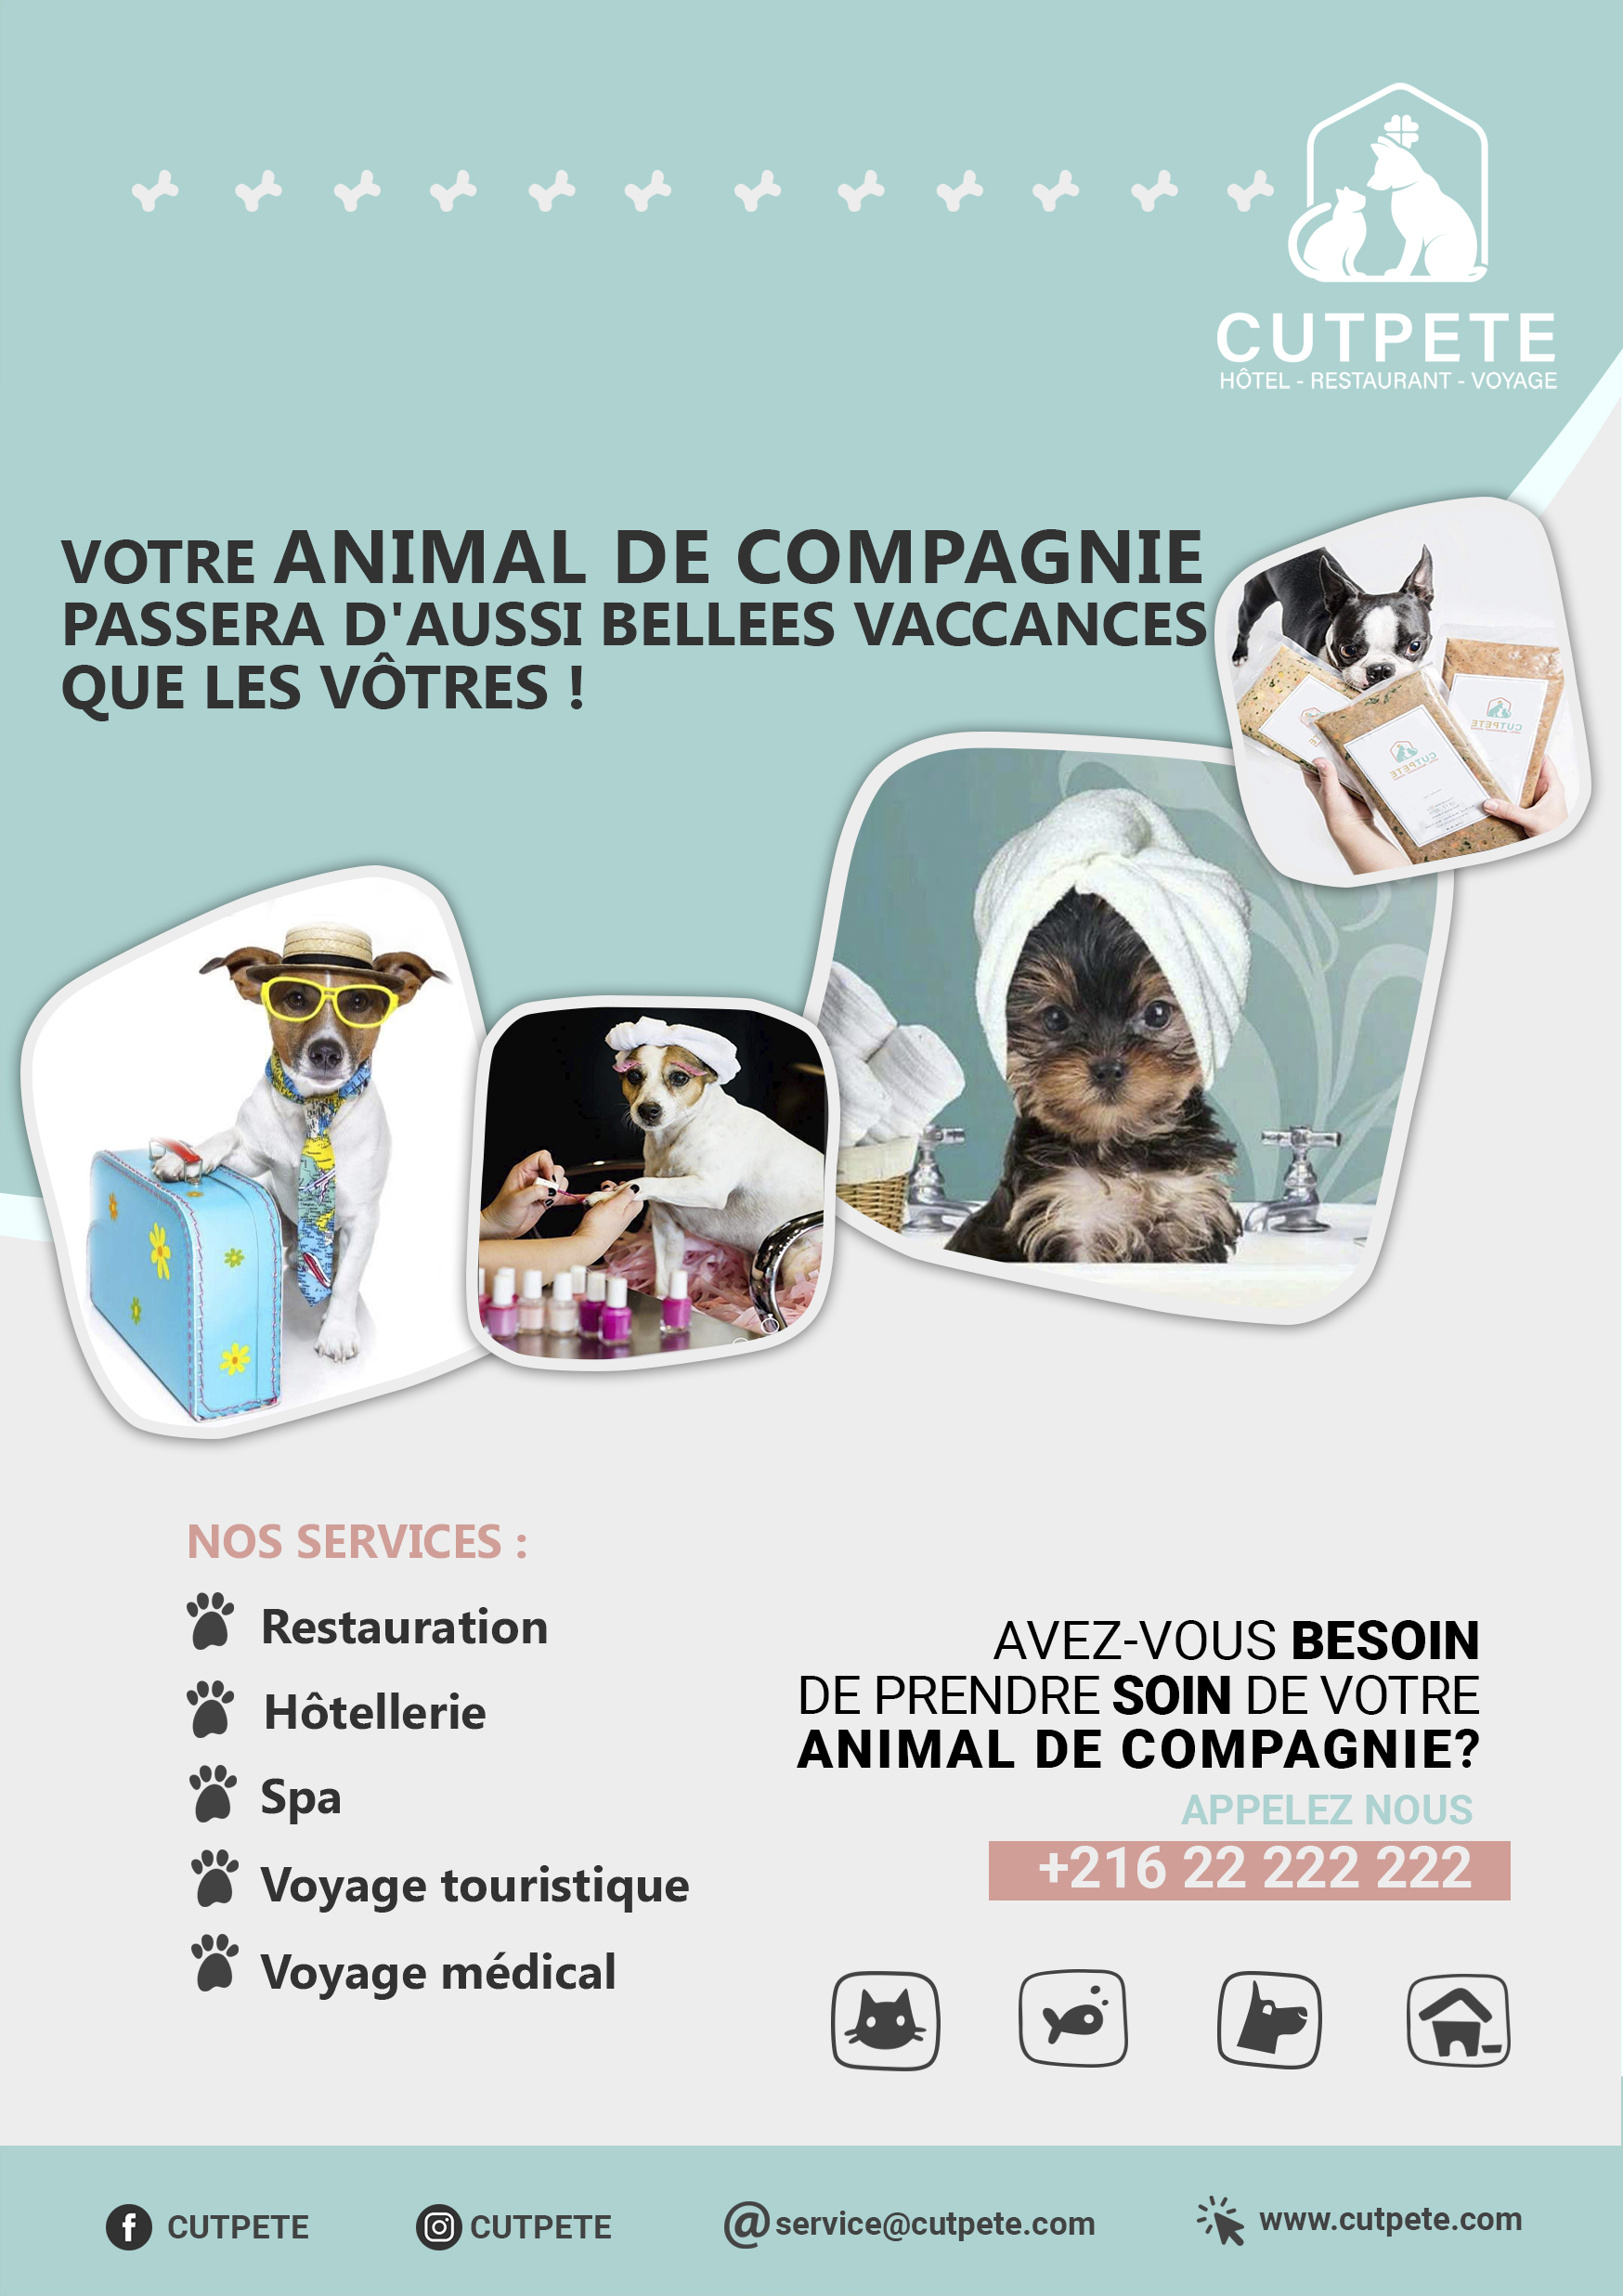 CUTPETE
HÔTEL - RESTAURANT - VOYAGE
VOTRE ANIMAL DE COMPAGNIE
PASSERA D'AUSSI BELLEES VACCANCES
QUE LES VÔTRES !
CUTPETE
CUTPETE
NOS SERVICES :
Restauration
Hôtellerie
Spa
Voyage touristique
Voyage médical
AVEZ-VOUS BESOIN
DE PRENDRE SOIN DE VOTRE
ANIMAL DE COMPAGNIE?
APPELEZ NOUS
+216 22 222 222
CUTPETE
CUTPETE
@service@cutpete.com
www.cutpete.com